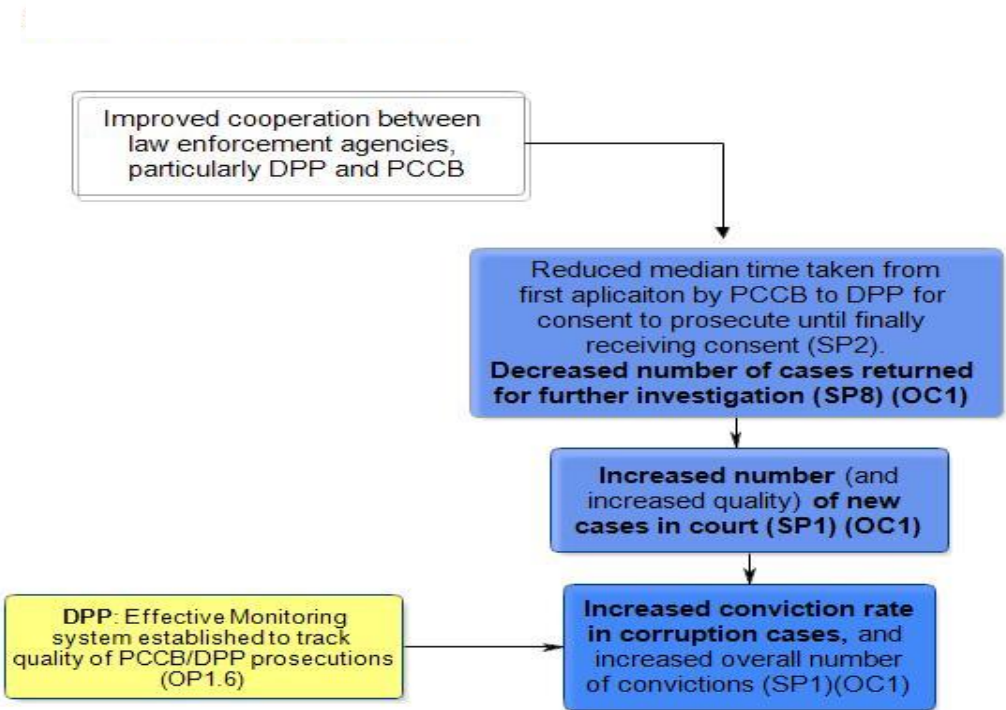 Improved cooperation between
law enforcement agencies,
particularly DPP and PCCB
Reduced median time taken from
first aplicaiton by PCCB to DPP for
consent to prosecute until finally
receiving consent (SP2).
Decreased number of cases returned
for further investigation (SP8) (OC1)
Increased number (and
increased quality) of new
cases in court (SP1) (OC1)
DPP: Effective Monitoring
system established to track
quality of PCCB/DPP prosecutions
(OP1.6)
Increased conviction rate
in corruption cases, and
increased overall number
of convictions (SP1)(OC1)